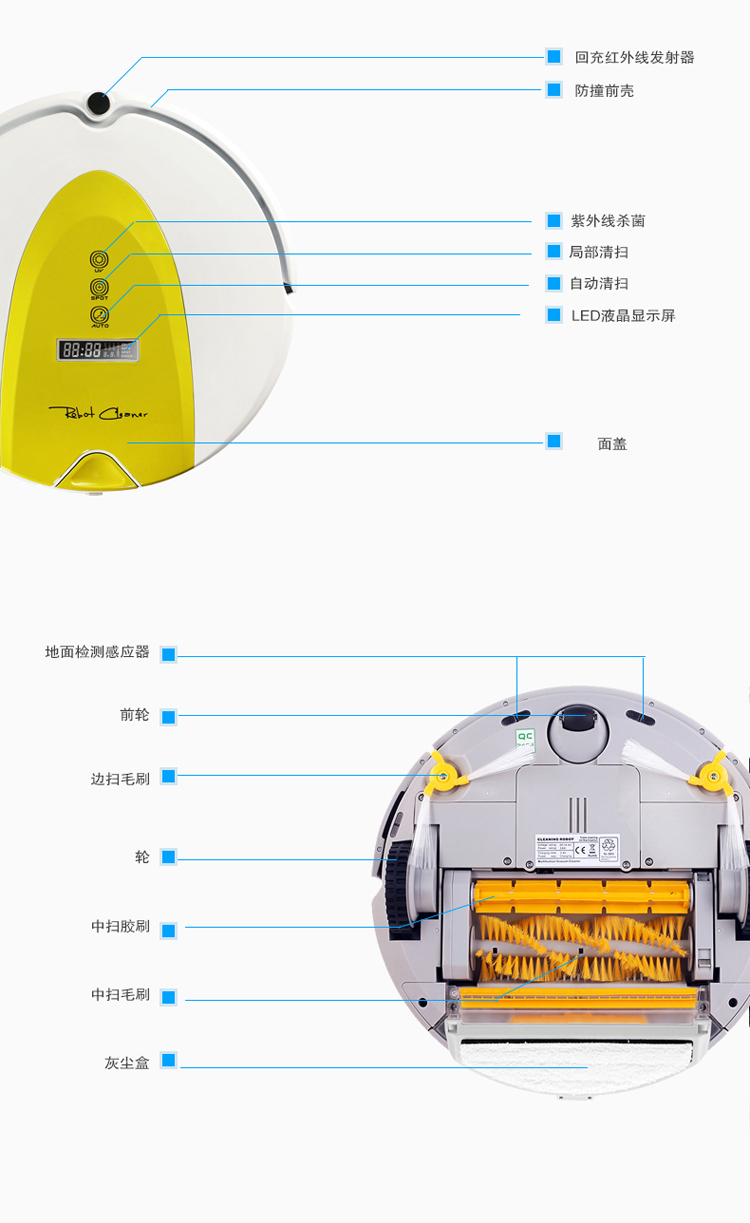 回充红外线发射器
防撞前壳
紫外线杀菌
UV
局部清扫
SPOT
自动清扫
AUTO
LED液晶显示屏
88:88
Robot Cleaner
面盖
地面检测感应器
前轮
QC
边扫毛刷
CLEANING ROBOT
CE
轮
中扫胶刷
中扫毛刷
灰尘盒